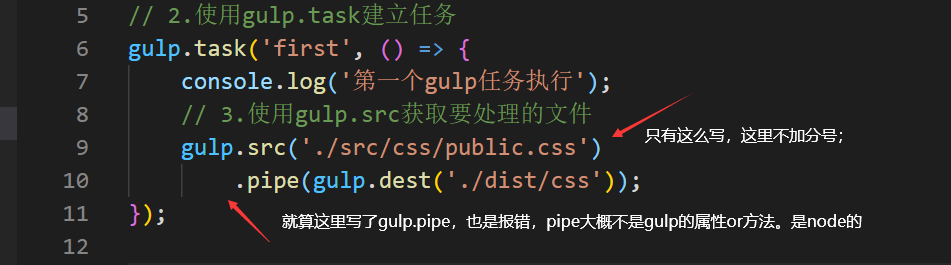 5 // 2.使用gulp.task建立任务
6 gulp.task('first', () => {
7 console.log('第一个gulp任务执行');
8 // 3.使用gulp.src获取要处理的文件
9 gulp.src('./src/css/public.css')
只有这么写，这里不加分号；
10 .pipe(gulp.dest('./dist/css'));
11 });
就算这里写了gulp.pipe，也是报错，pipe大概不是gulp的属性or方法。是node的
12